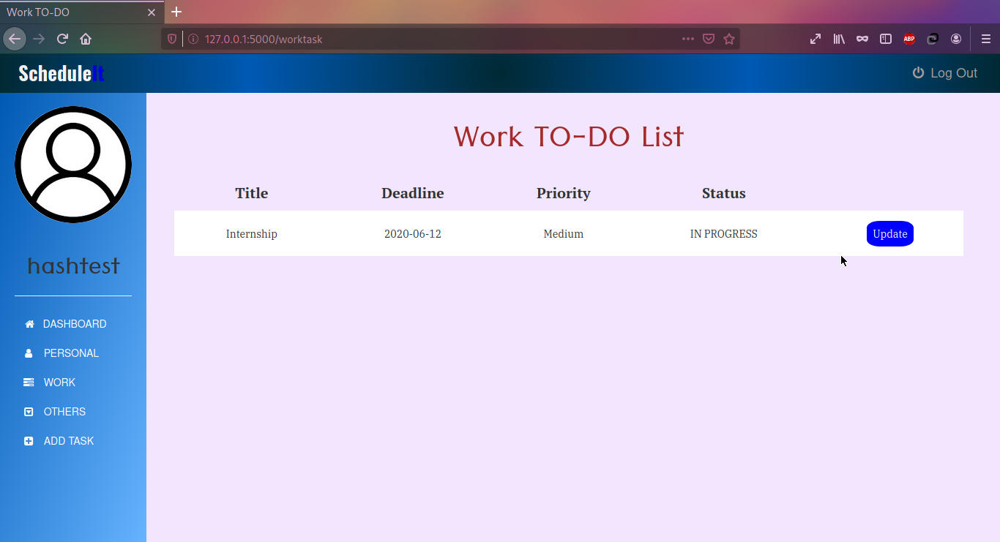 Work TO-DO
127.0.0.1:5000/worktask
ABP
ScheduleIt
Log Out
hashtest
DASHBOARD
PERSONAL
WORK
OTHERS
ADD TASK
Work TO-DO List
Title Deadline Priority Status
Internship 2020-06-12 Medium IN PROGRESS Update